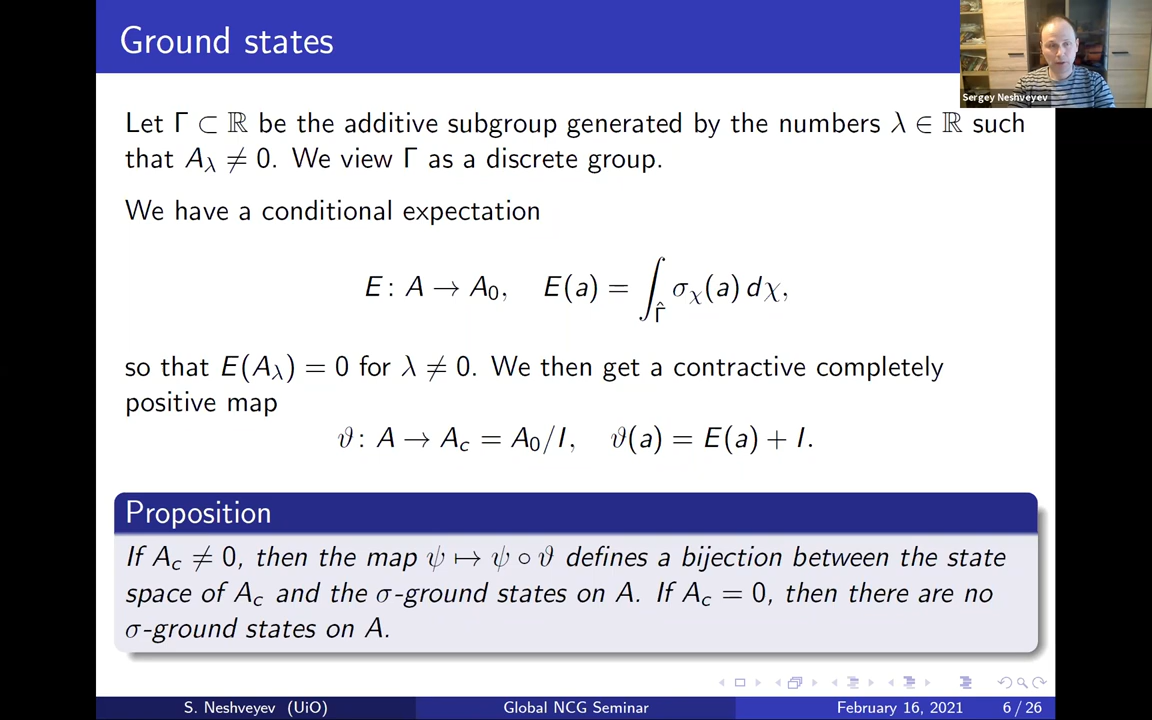 Ground states
Sergey Neshveyev
Let Γ ⊂ ℝ be the additive subgroup generated by the numbers λ ∈ ℝ such
that A_λ ≠ 0. We view Γ as a discrete group.
We have a conditional expectation
E: A → A₀, E(a) = ∫_Γ̂ σ_χ(a) dχ,
so that E(A_λ) = 0 for λ ≠ 0. We then get a contractive completely
positive map
ϑ: A → A_c = A₀/I, ϑ(a) = E(a) + I.
Proposition
If A_c ≠ 0, then the map ψ ↦ ψ ∘ ϑ defines a bijection between the state
space of A_c and the σ-ground states on A. If A_c = 0, then there are no
σ-ground states on A.
S. Neshveyev (UiO) Global NCG Seminar February 16, 2021 6 / 26